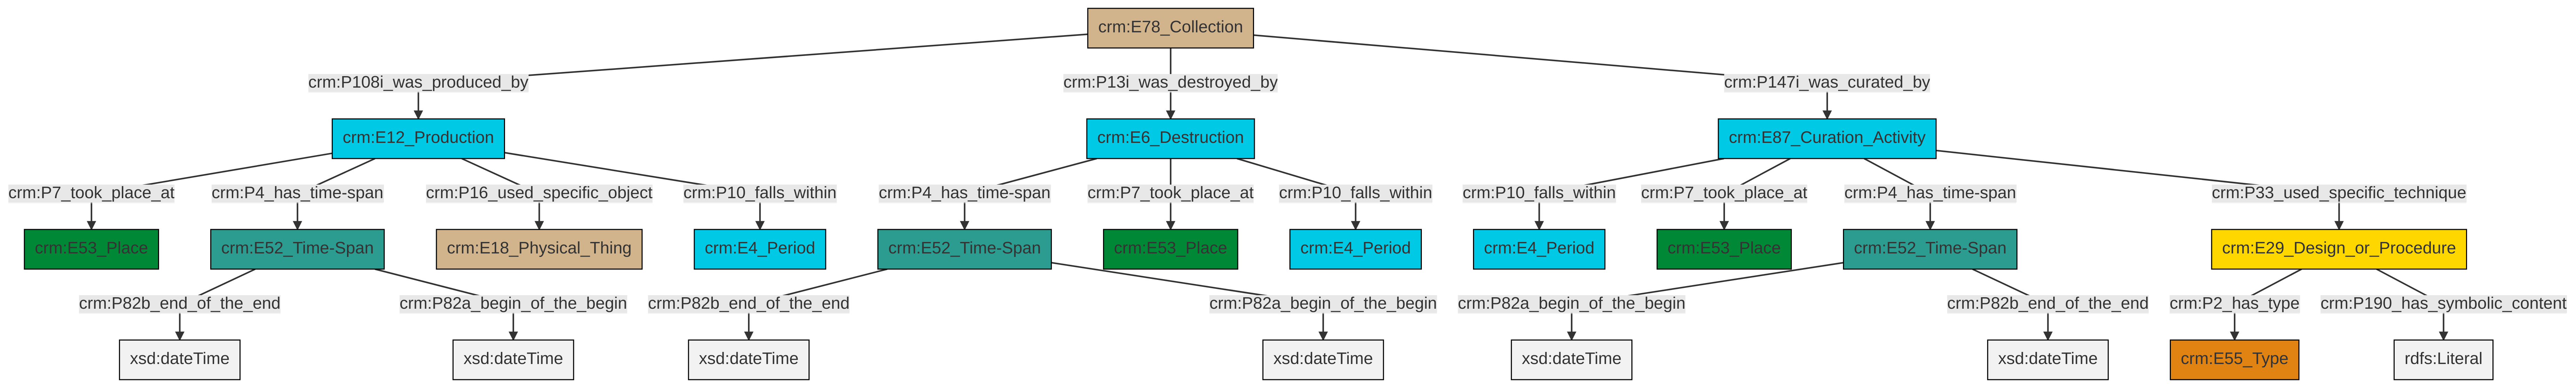 crm:E78_Collection
crm:P108i_was_produced_by
crm:P13i_was_destroyed_by
crm:P147i_was_curated_by
crm:E12_Production
crm:E6_Destruction
crm:E87_Curation_Activity
crm:P7_took_place_at
crm:P4_has_time-span
crm:P16_used_specific_object
crm:P10_falls_within
crm:P4_has_time-span
crm:P7_took_place_at
crm:P10_falls_within
crm:P10_falls_within
crm:P7_took_place_at
crm:P4_has_time-span
crm:P33_used_specific_technique
crm:E53_Place
crm:E52_Time-Span
crm:E18_Physical_Thing
crm:E4_Period
crm:E52_Time-Span
crm:E53_Place
crm:E4_Period
crm:E4_Period
crm:E53_Place
crm:E52_Time-Span
crm:E29_Design_or_Procedure
crm:P82b_end_of_the_end
crm:P82a_begin_of_the_begin
crm:P82b_end_of_the_end
crm:P82a_begin_of_the_begin
crm:P82a_begin_of_the_begin
crm:P82b_end_of_the_end
crm:P2_has_type
crm:P190_has_symbolic_content
xsd:dateTime
xsd:dateTime
xsd:dateTime
xsd:dateTime
xsd:dateTime
xsd:dateTime
crm:E55_Type
rdfs:Literal